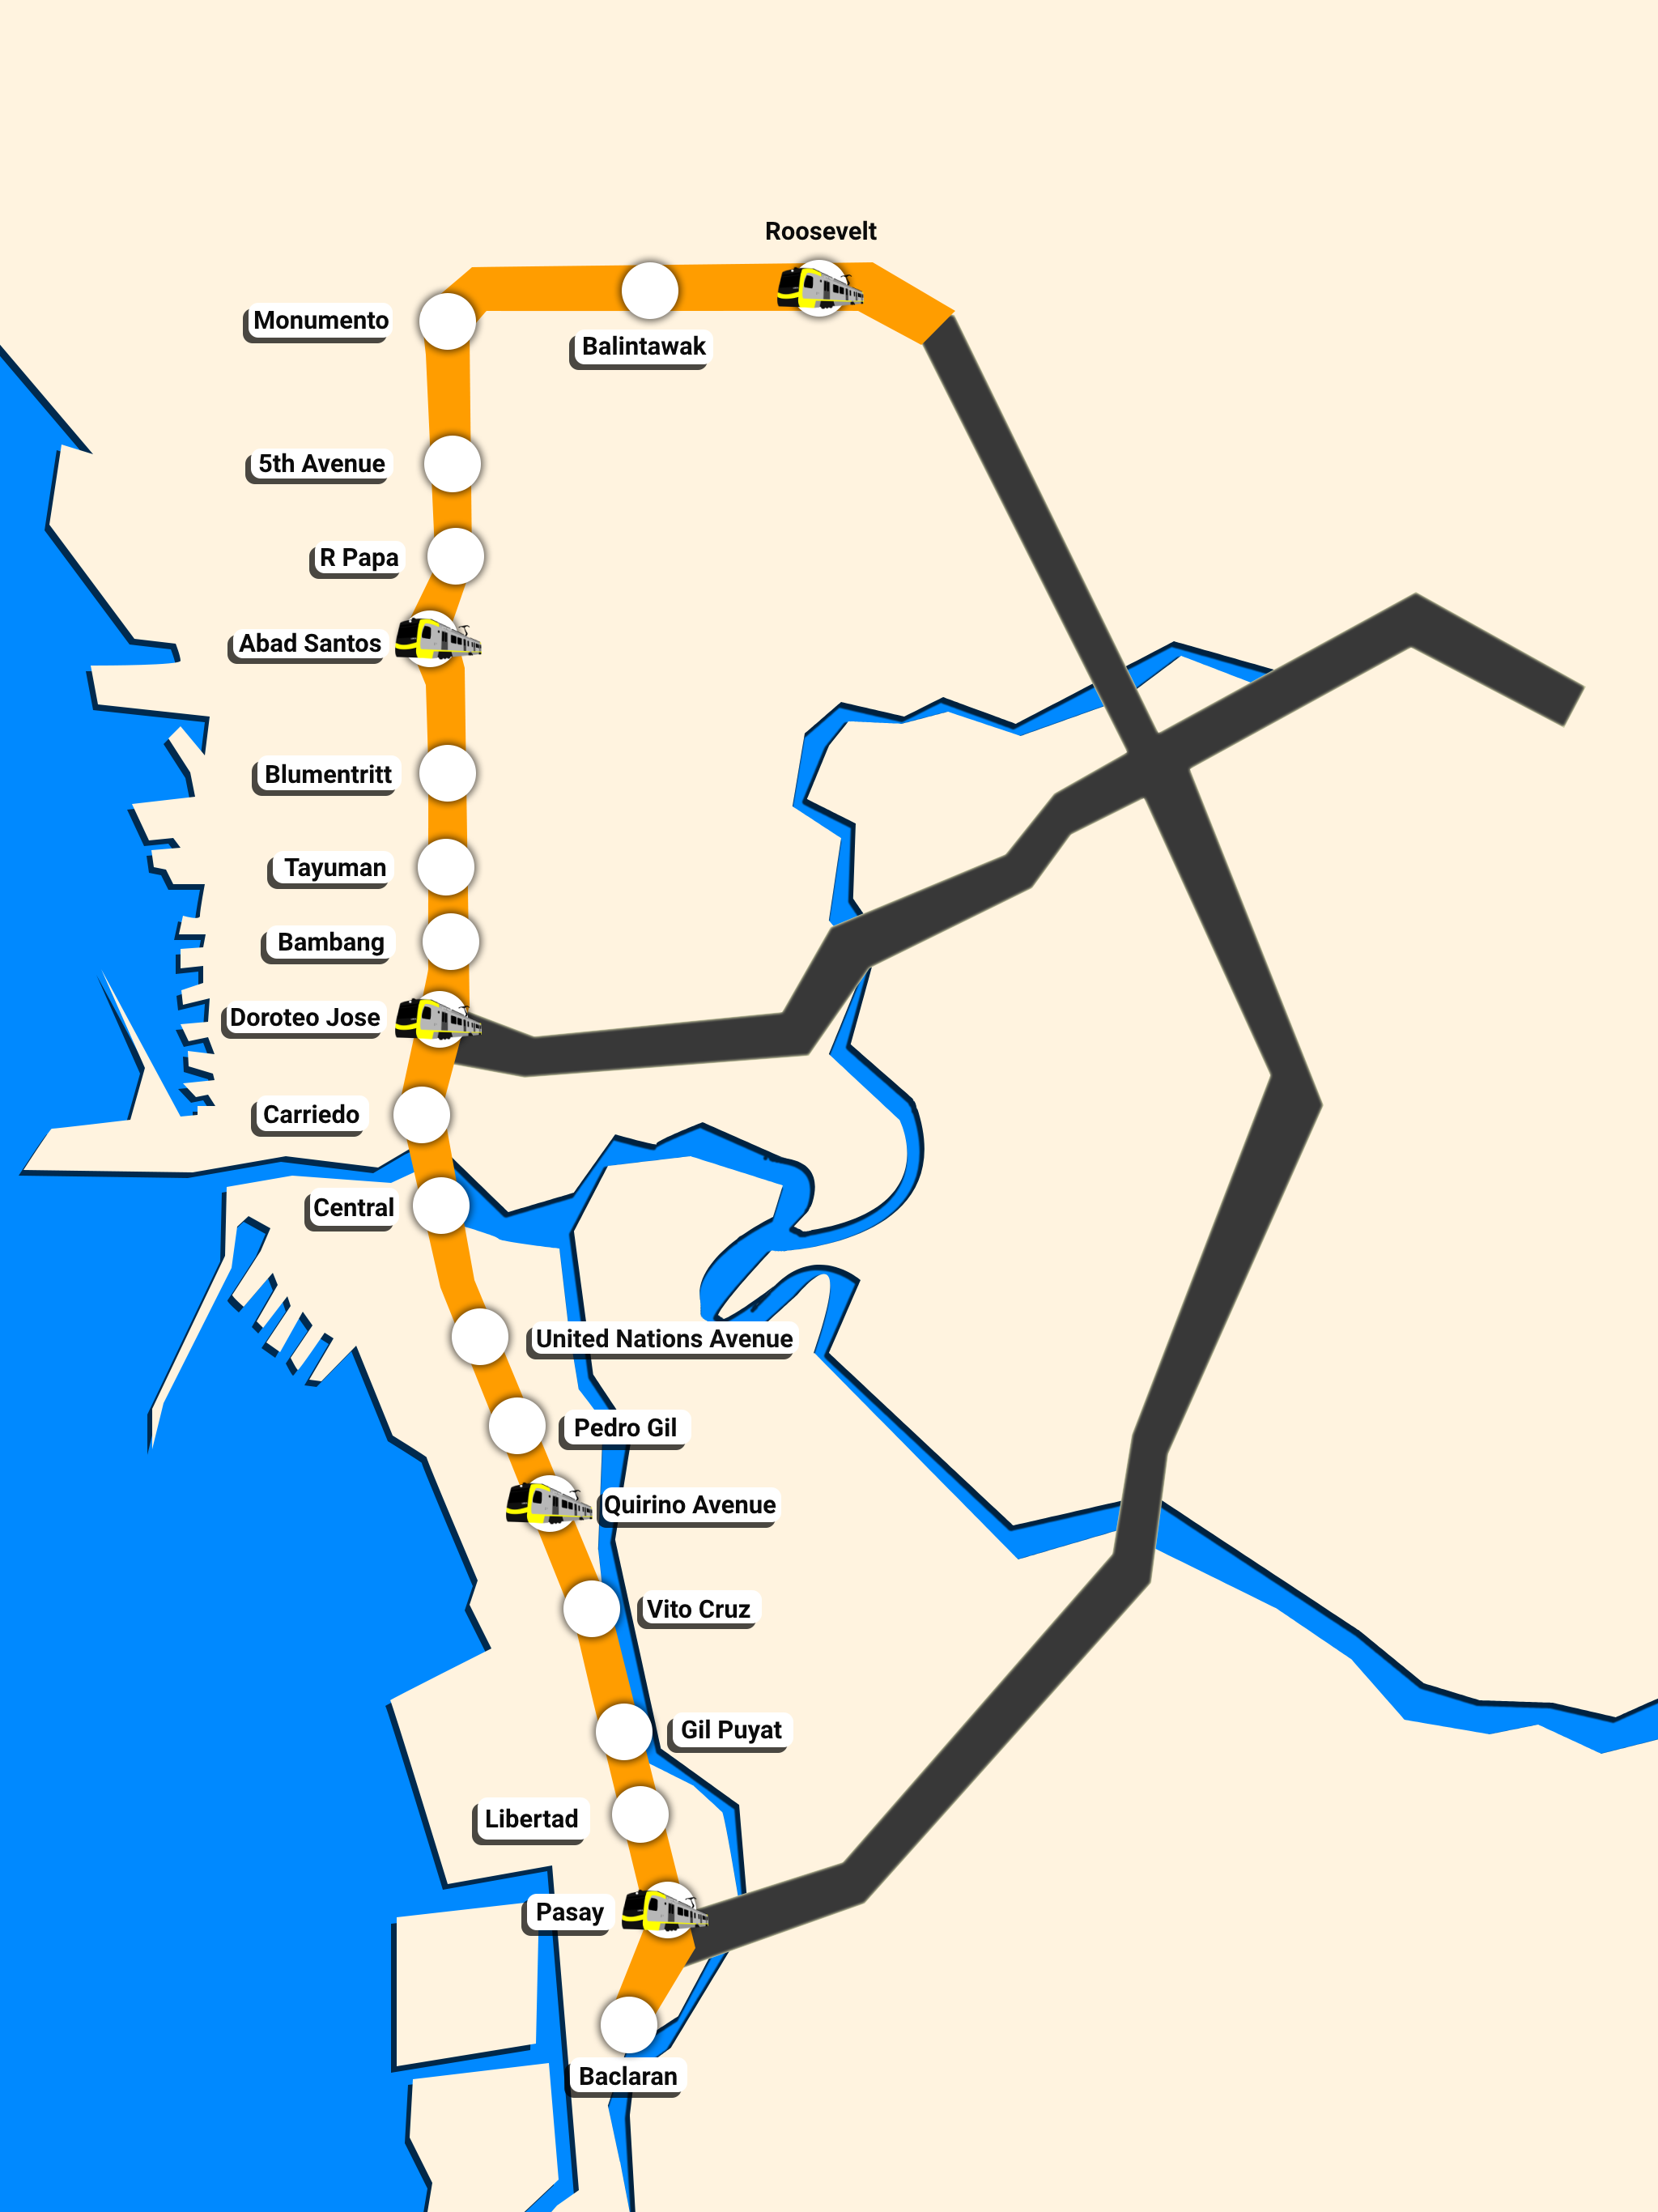 Roosevelt
Monumento
Balintawak
5th Avenue
R Papa
Abad Santos
Blumentritt
Tayuman
Bambang
Doroteo Jose
Carriedo
Central
United Nations Avenue
Pedro Gil
Quirino Avenue
Vito Cruz
Gil Puyat
Libertad
Pasay
Baclaran